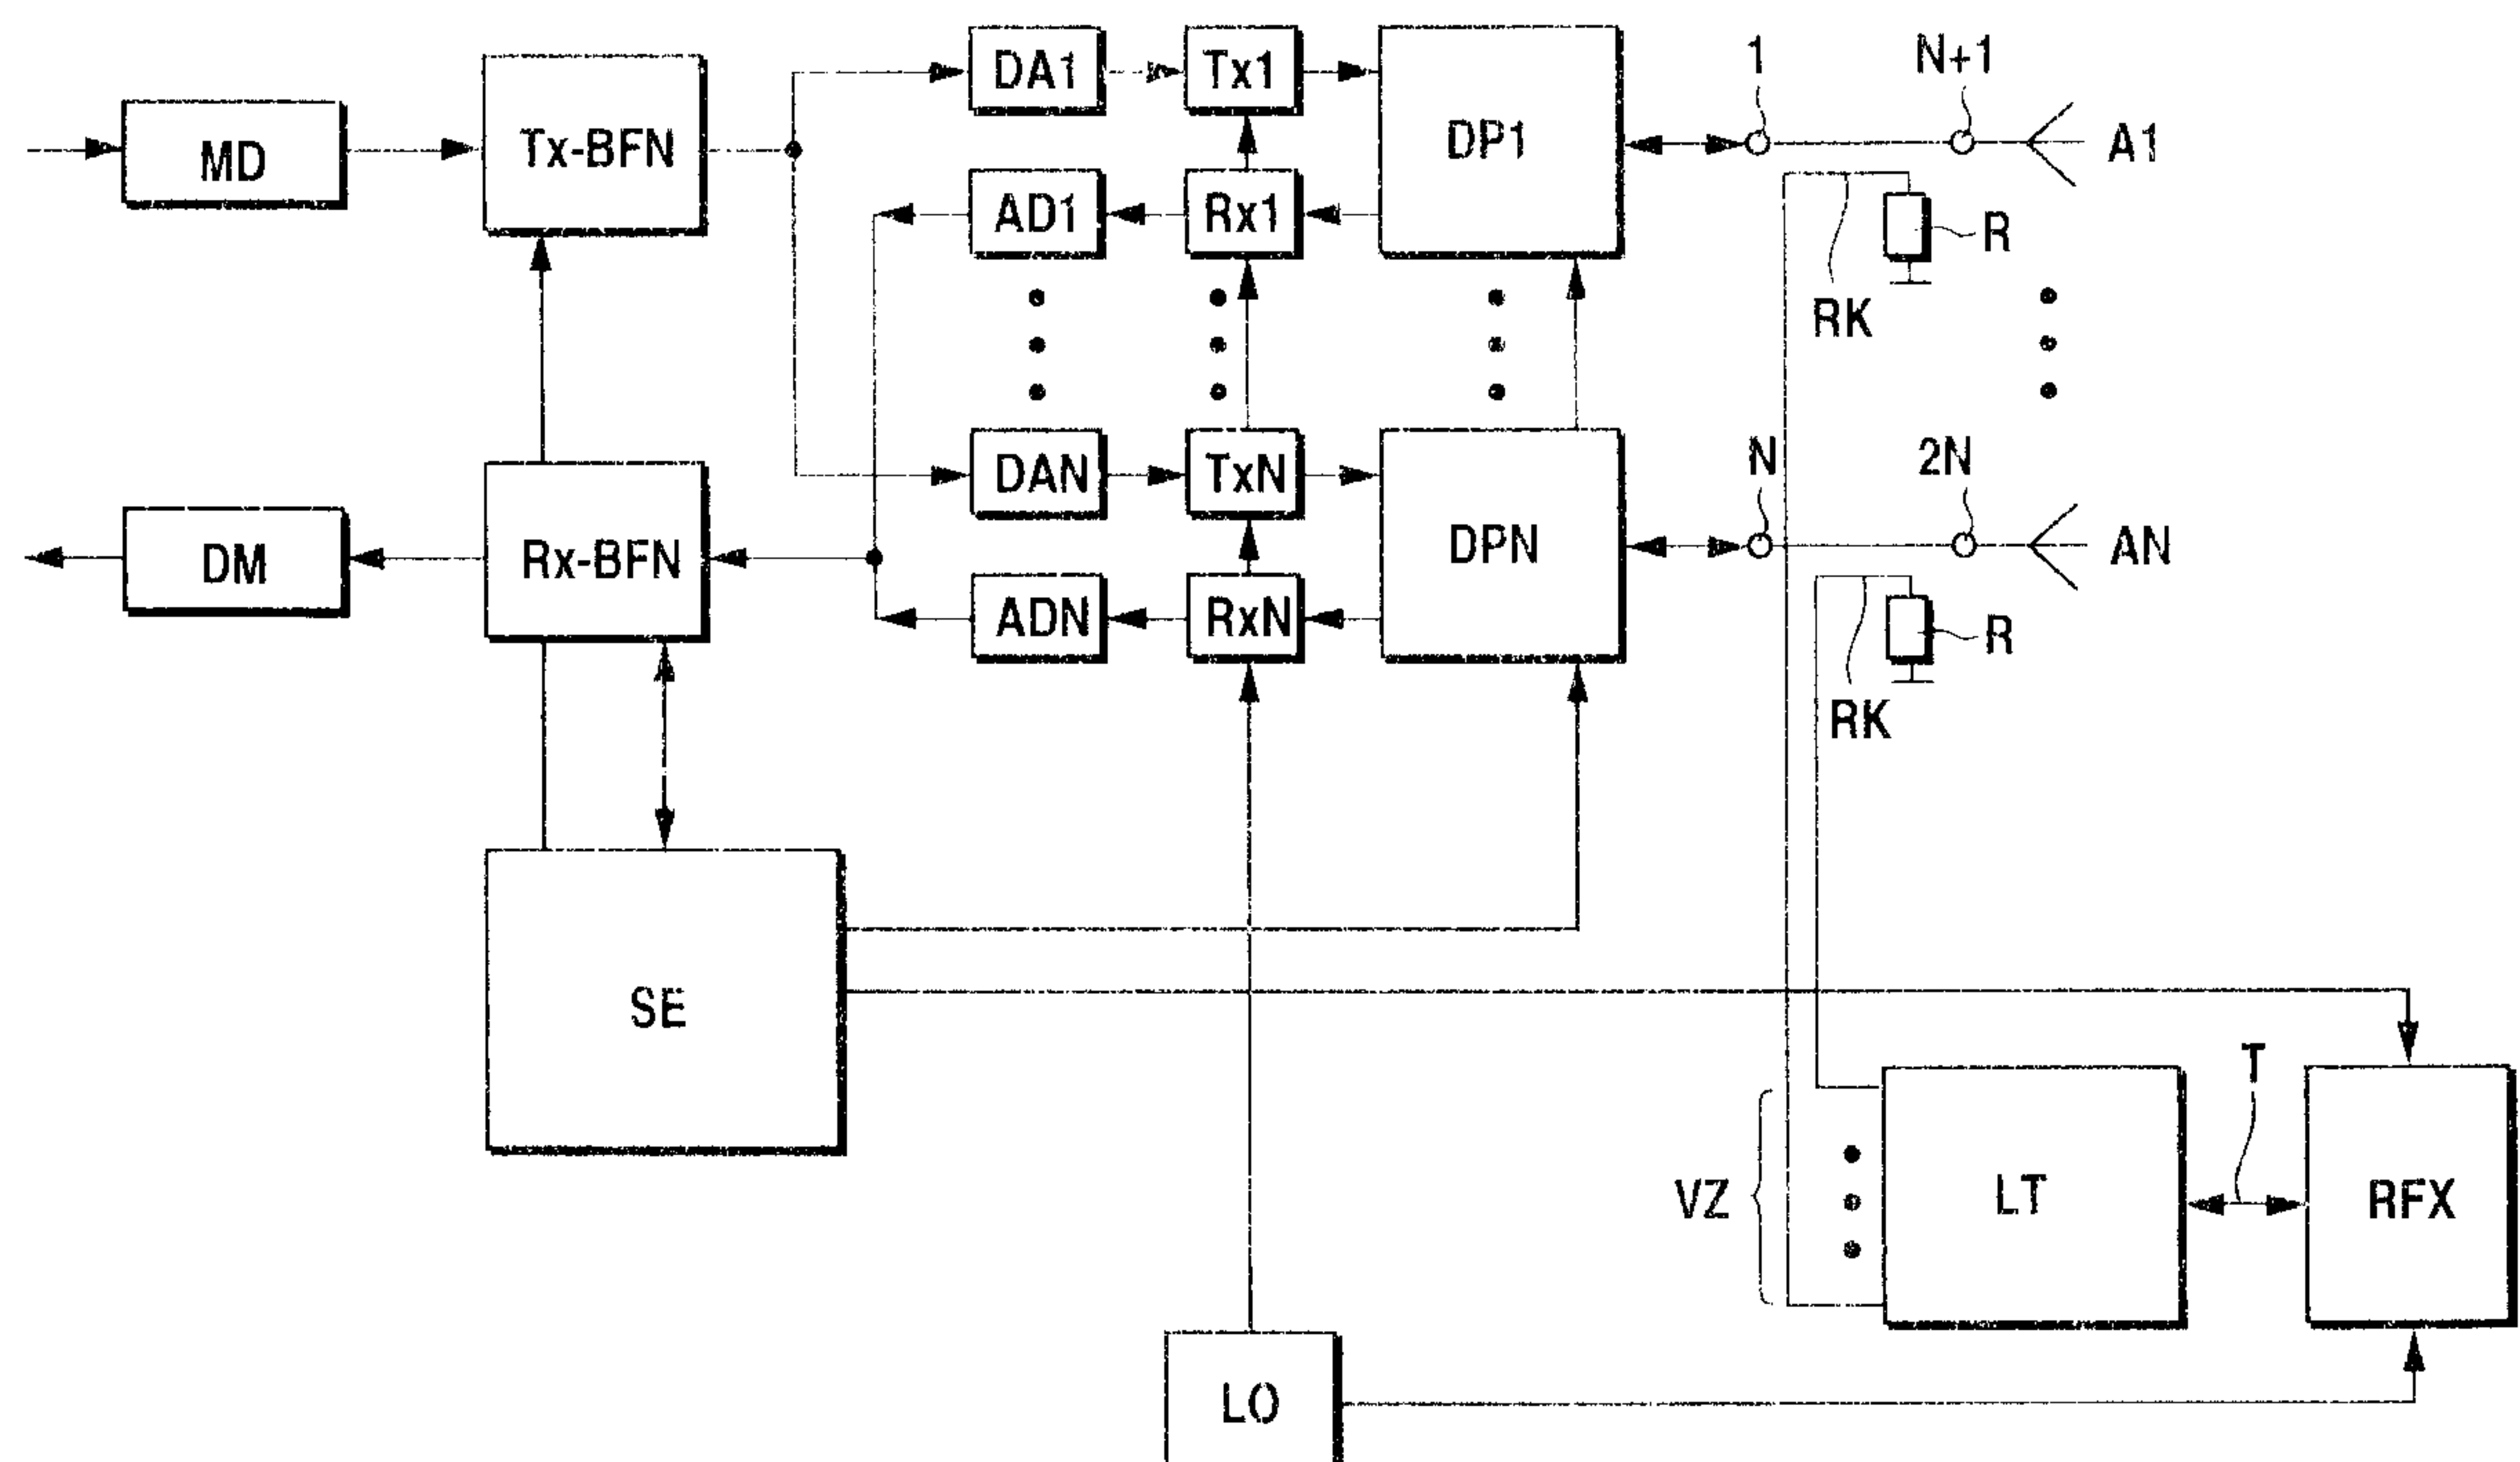 DA1
Tx1
1
N+1
MD
Tx-BFN
DP1
A1
AD1
Rx1
R
RK
DAN
TxN
N
2N
DM
Rx-BFN
DPN
AN
ADN
RxN
R
RK
SE
T
VZ
LT
RFX
LO